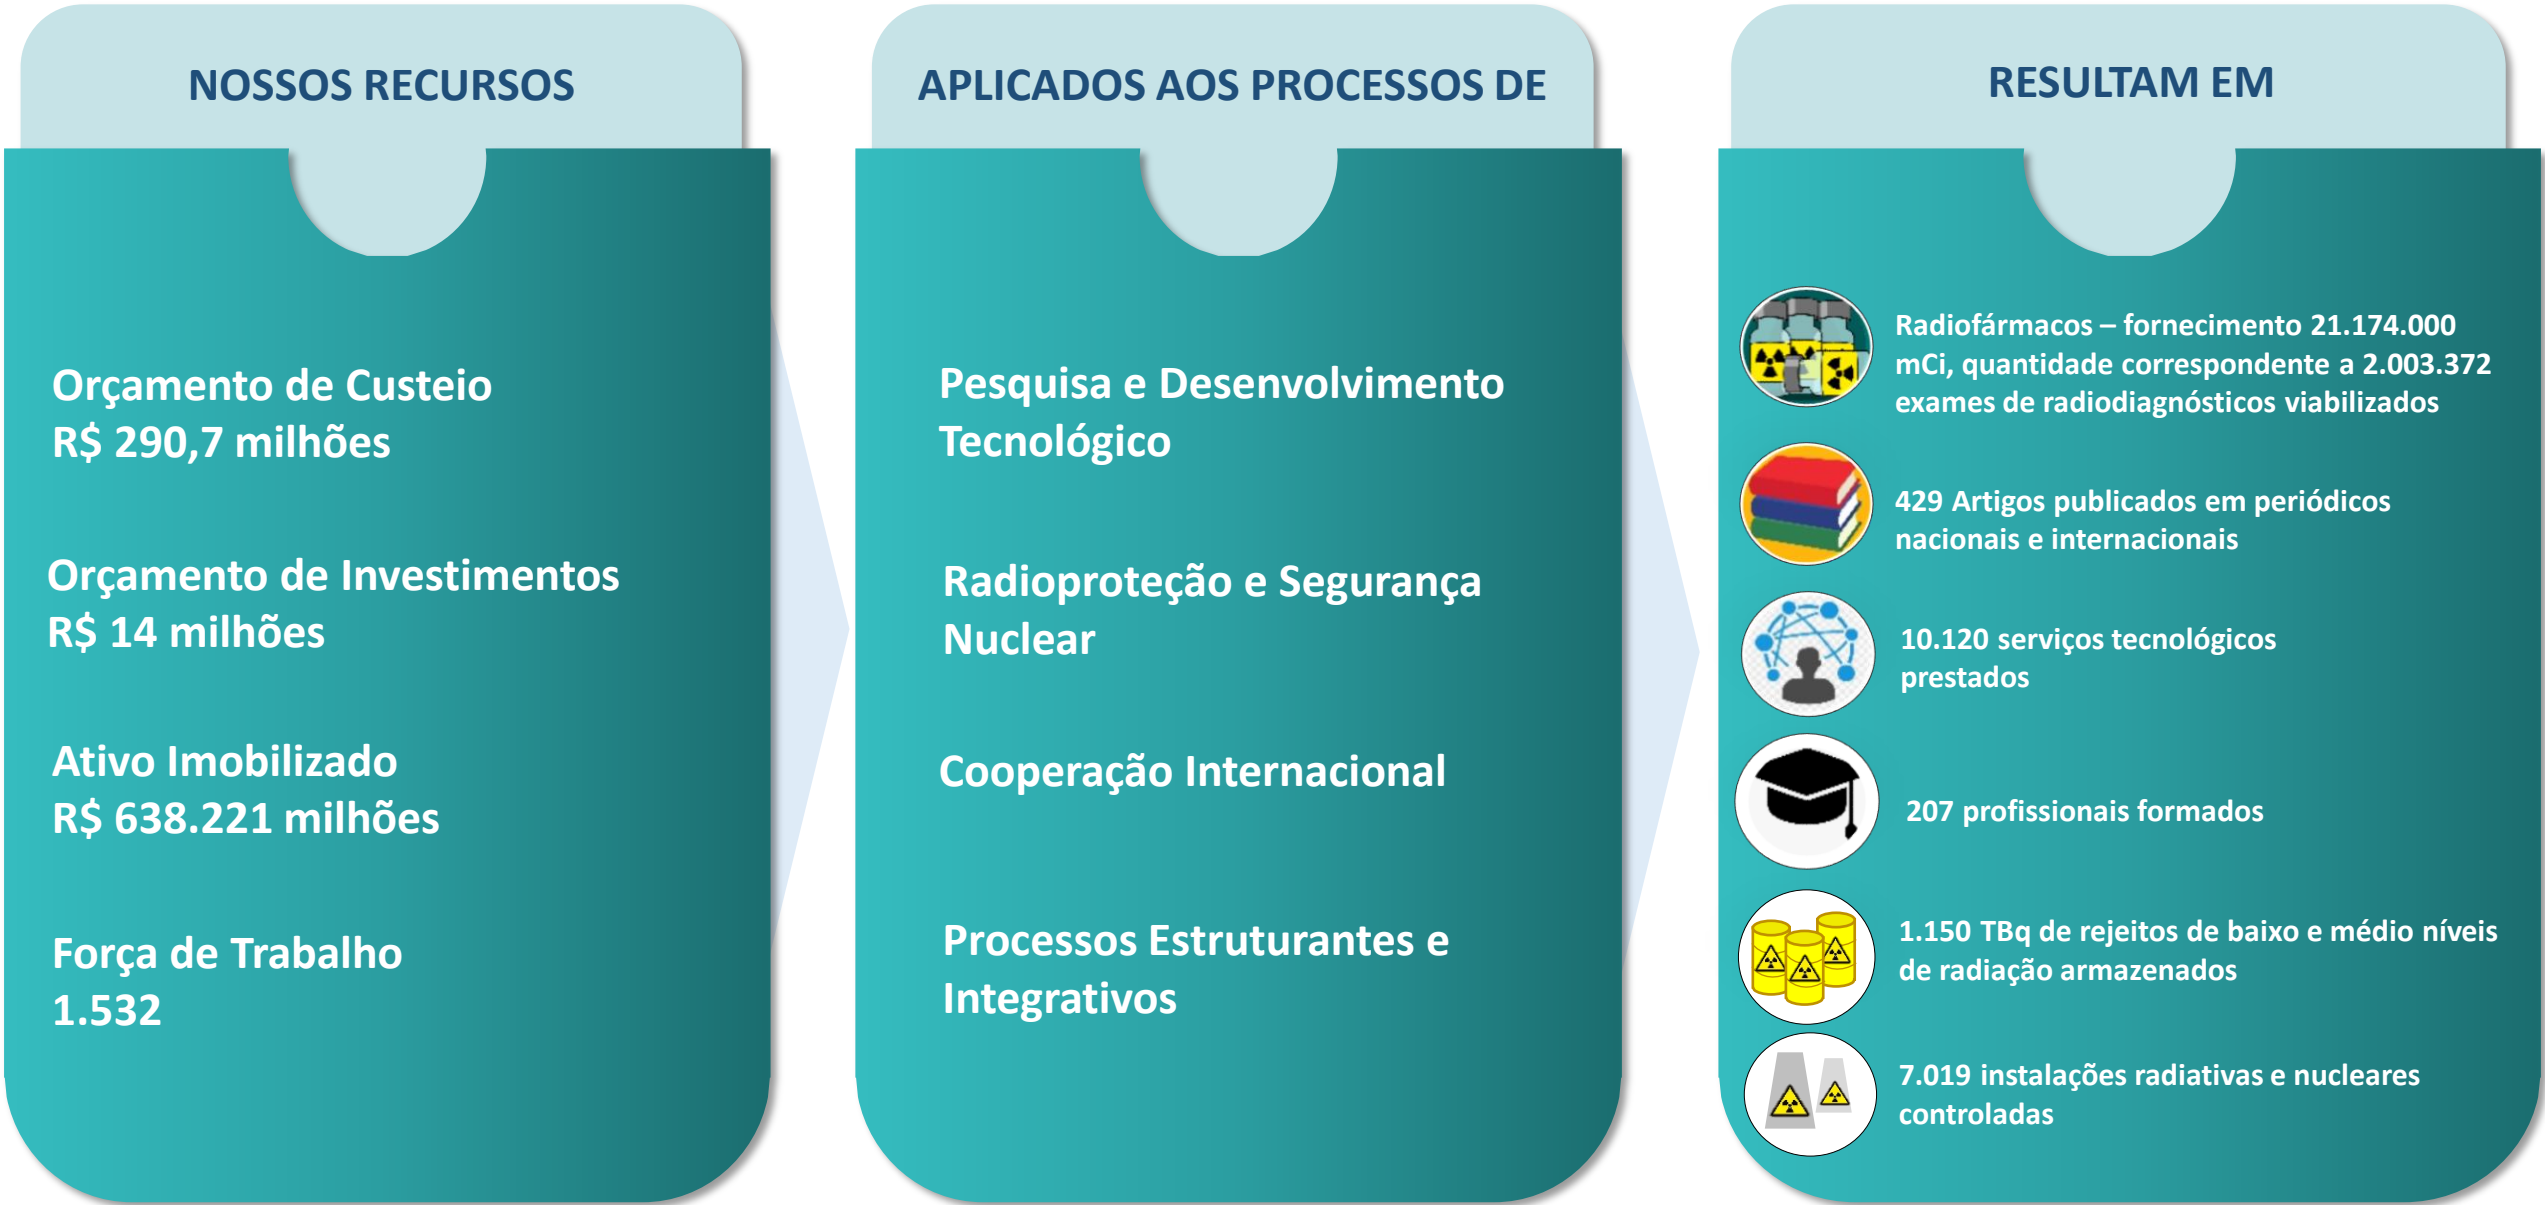 NOSSOS RECURSOS
Orçamento de Custeio
R$ 290,7 milhões
Orçamento de Investimentos
R$ 14 milhões
Ativo Imobilizado
R$ 638.221 milhões
Força de Trabalho
1.532
APLICADOS AOS PROCESSOS DE
Pesquisa e Desenvolvimento
Tecnológico
Radioproteção e Segurança
Nuclear
Cooperação Internacional
Processos Estruturantes e
Integrativos
RESULTAM EM
Radiofármacos – fornecimento 21.174.000
mCi, quantidade correspondente a 2.003.372
exames de radiodiagnósticos viabilizados
429 Artigos publicados em periódicos
nacionais e internacionais
10.120 serviços tecnológicos
prestados
207 profissionais formados
1.150 TBq de rejeitos de baixo e médio níveis
de radiação armazenados
7.019 instalações radiativas e nucleares
controladas